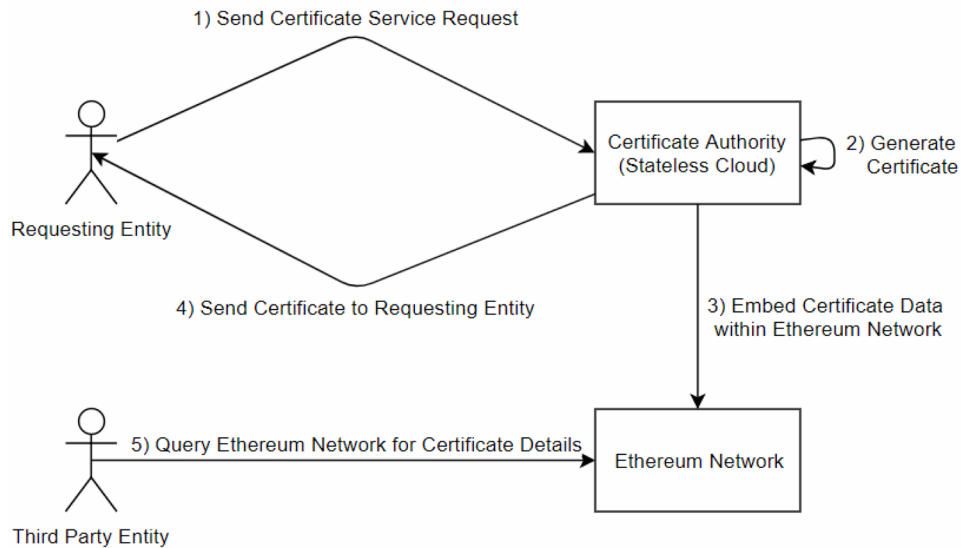 1) Send Certificate Service Request
Certificate Authority
(Stateless Cloud)
2) Generate
Certificate
Requesting Entity
4) Send Certificate to Requesting Entity
3) Embed Certificate Data
within Ethereum Network
5) Query Ethereum Network for Certificate Details
Ethereum Network
Third Party Entity